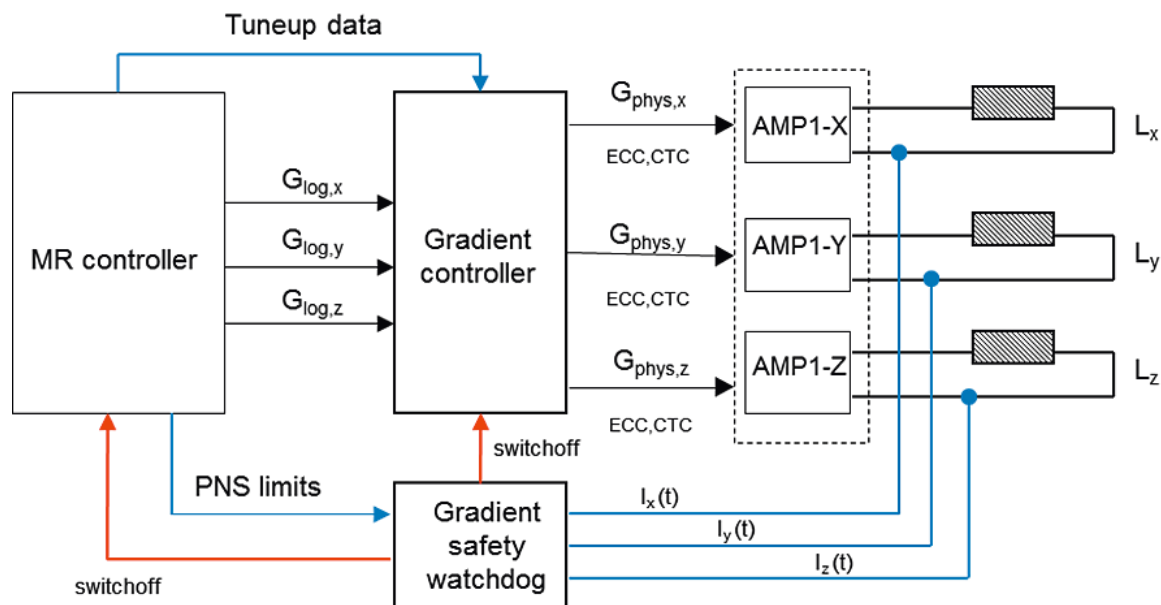 Tuneup data
MR controller
G_log,x
G_log,y
G_log,z
Gradient
controller
G_phys,x
ECC,CTC
G_phys,y
ECC,CTC
G_phys,z
ECC,CTC
AMP1-X
AMP1-Y
AMP1-Z
L_x
L_y
L_z
switchoff
PNS limits
Gradient
safety
watchdog
I_x(t)
I_y(t)
I_z(t)
switchoff